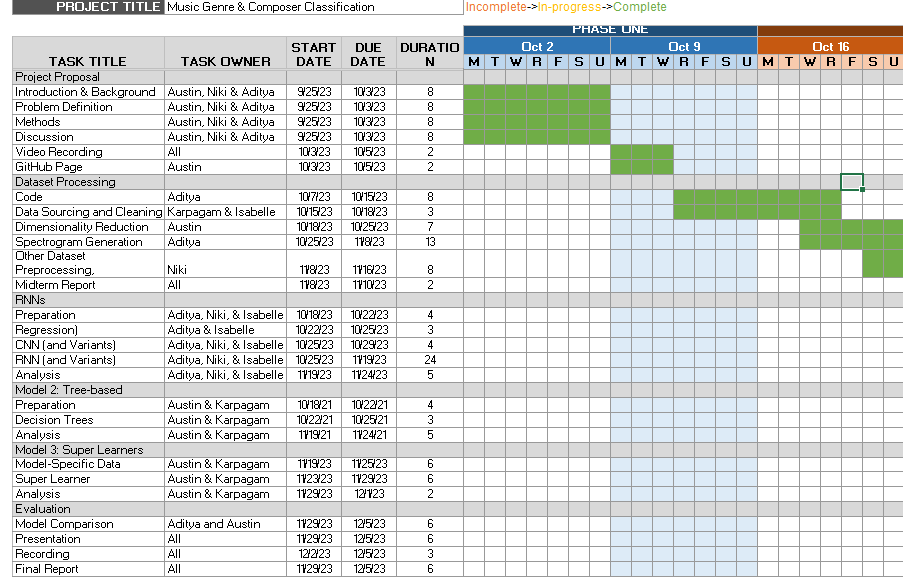 PROJECT TITLE Music Genre & Composer Classification Incomplete->In-progress->Complete
PHASE ONE
Oct 2 Oct 9 Oct 16
TASK TITLE TASK OWNER START DATE DUE DATE DURATION M T W R F S U M T W R F S U M T W R F S U
Project Proposal
Introduction & Background Austin, Niki & Aditya 9/25/23 10/3/23 8
Problem Definition Austin, Niki & Aditya 9/25/23 10/3/23 8
Methods Austin, Niki & Aditya 9/25/23 10/3/23 8
Discussion Austin, Niki & Aditya 9/25/23 10/3/23 8
Video Recording All 10/3/23 10/5/23 2
GitHub Page Austin 10/3/23 10/5/23 2
Dataset Processing
Code Aditya 10/7/23 10/15/23 8
Data Sourcing and Cleaning Karpagam & Isabelle 10/15/23 10/18/23 3
Dimensionality Reduction Austin 10/18/23 10/25/23 7
Spectrogram Generation Aditya 10/25/23 11/8/23 13
Other Dataset
Preprocessing, Niki 11/8/23 11/16/23 8
Midterm Report All 11/8/23 11/10/23 2
RNNs
Preparation Aditya, Niki, & Isabelle 10/18/23 10/22/23 4
Regression) Aditya & Isabelle 10/22/23 10/25/23 3
CNN (and Variants) Aditya, Niki, & Isabelle 10/25/23 10/29/23 4
RNN (and Variants) Aditya, Niki, & Isabelle 10/25/23 11/19/23 24
Analysis Aditya, Niki, & Isabelle 11/19/23 11/24/23 5
Model 2: Tree-based
Preparation Austin & Karpagam 10/18/21 10/22/21 4
Decision Trees Austin & Karpagam 10/22/21 10/25/21 3
Analysis Austin & Karpagam 11/19/21 11/24/21 5
Model 3: Super Learners
Model-Specific Data Austin & Karpagam 11/19/23 11/25/23 6
Super Learner Austin & Karpagam 11/23/23 11/29/23 6
Analysis Austin & Karpagam 11/29/23 12/1/23 2
Evaluation
Model Comparison Aditya and Austin 11/29/23 12/5/23 6
Presentation All 11/29/23 12/5/23 6
Recording All 12/2/23 12/5/23 3
Final Report All 11/29/23 12/5/23 6